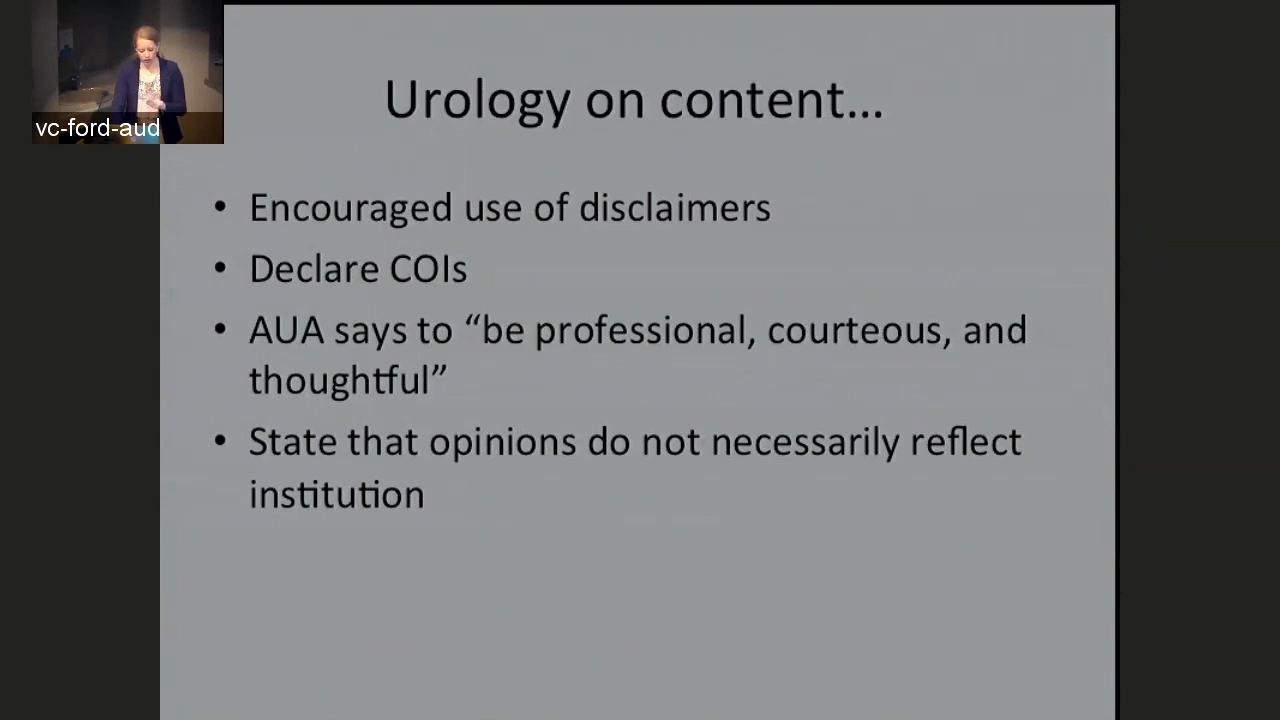 vc-ford-aud
Urology on content…
• Encouraged use of disclaimers
• Declare COIs
• AUA says to “be professional, courteous, and
thoughtful”
• State that opinions do not necessarily reflect
institution